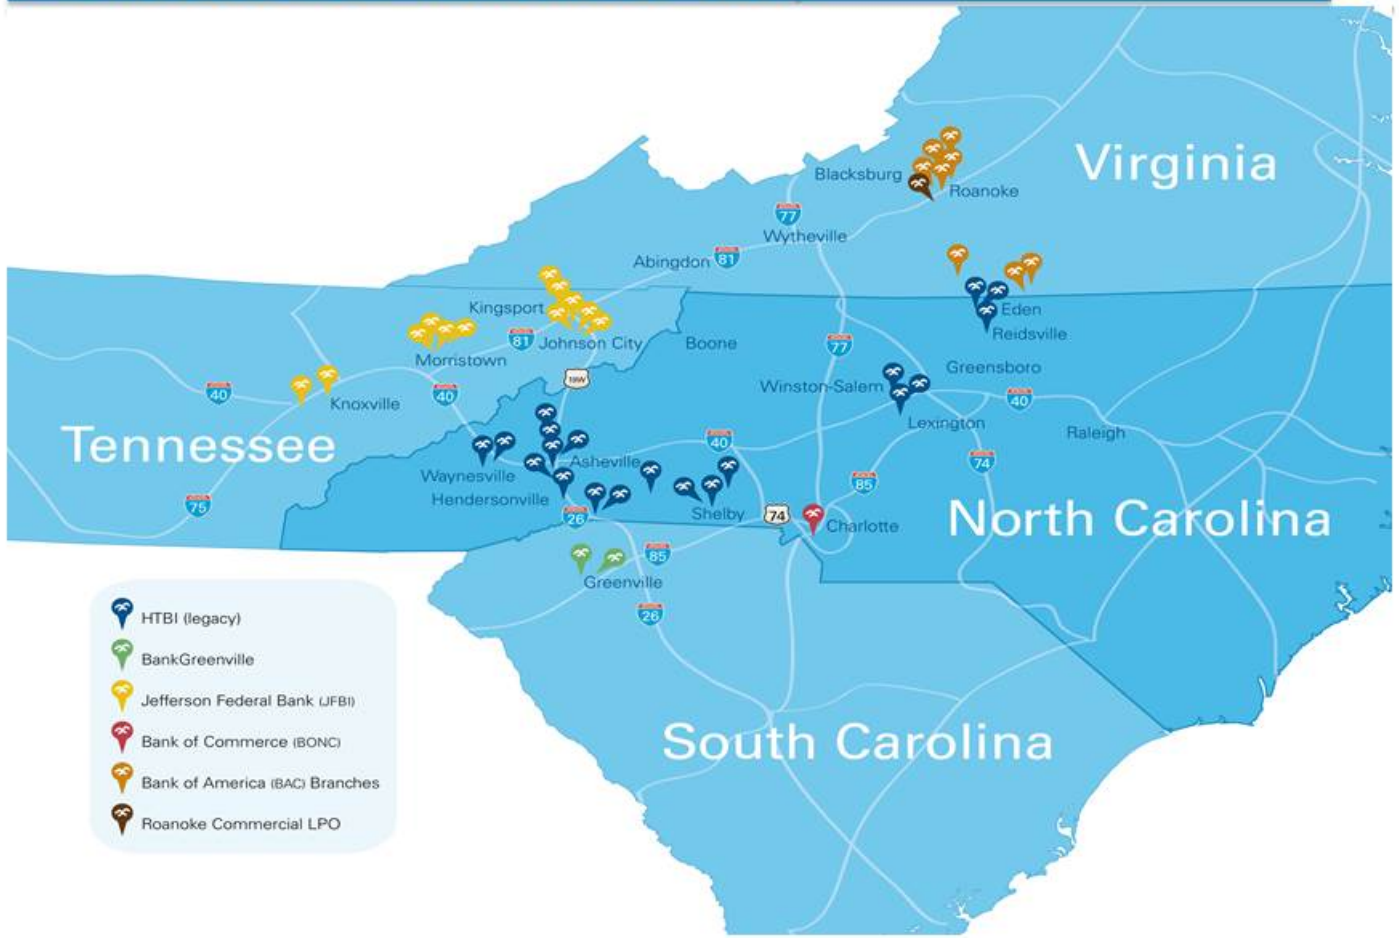 Virginia
Blacksburg
Roanoke
77
Wytheville
Abingdon
81
Kingsport
Eden
Reidsville
81
Johnson City
Boone
77
Morristown
Greensboro
19W
Winston-Salem
40
Knoxville
40
40
Lexington
Raleigh
Tennessee
40
Asheville
74
Waynesville
85
Hendersonville
75
Shelby
74
26
Charlotte
North Carolina
85
Greenville
26
HTBI (legacy)
BankGreenville
Jefferson Federal Bank (JFBI)
Bank of Commerce (BONC)
Bank of America (BAC) Branches
Roanoke Commercial LPO
South Carolina